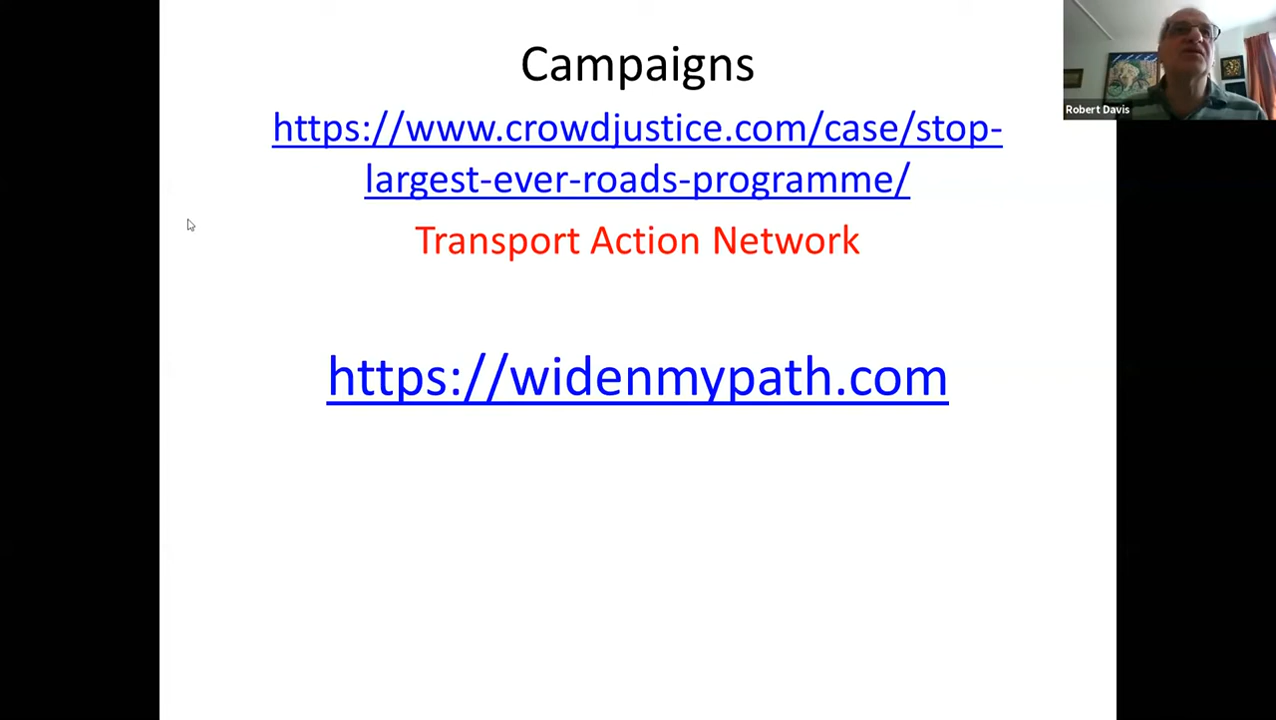 Campaigns
https://www.crowdjustice.com/case/stop-
largest-ever-roads-programme/
Transport Action Network
https://widenmypath.com
Robert Davis